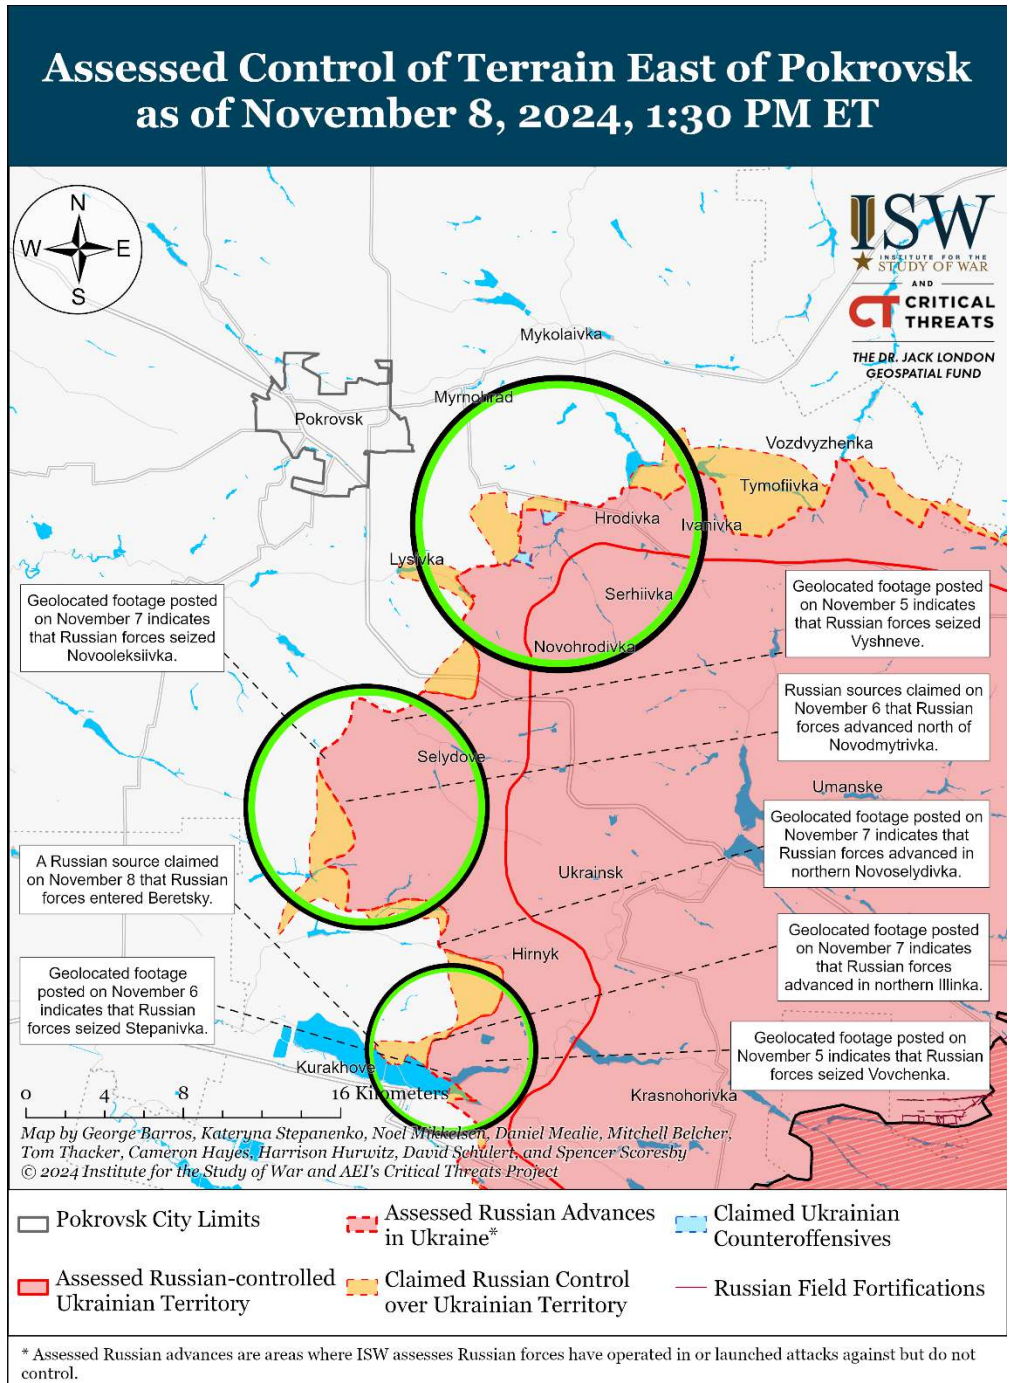 Assessed Control of Terrain East of Pokrovsk
as of November 8, 2024, 1:30 PM ET
N
W
E
S
ISW
INSTITUTE FOR THE
STUDY OF WAR
AND
CT CRITICAL
THREATS
THE DR. JACK LONDON
GEOSPATIAL FUND
Mykolaivka
Myrnohrad
Pokrovsk
Vozdvyzhenka
Tymofiivka
Hrodivka
Ivanivka
Lysivka
Serhiivka
Novohrodivka
Selydove
Umanske
Ukrainsk
Hirnyk
Kurakhove
Krasnohorivka
Geolocated footage posted
on November 7 indicates
that Russian forces seized
Novooleksiivka.
Geolocated footage posted
on November 5 indicates
that Russian forces seized
Vyshneve.
Russian sources claimed on
November 6 that Russian
forces advanced north of
Novodmytrivka.
Geolocated footage posted on
November 7 indicates that
Russian forces advanced in
northern Novoselydivka.
A Russian source claimed
on November 8 that Russian
forces entered Beretsky.
Geolocated footage posted
on November 7 indicates
that Russian forces
advanced in northern Illinka.
Geolocated footage
posted on November 6
indicates that Russian
forces seized Stepanivka.
Geolocated footage posted on
November 5 indicates that Russian
forces seized Vovchenka.
0 4 8 16 Kilometers
Map by George Barros, Kateryna Stepanenko, Noel Mikkelsen, Daniel Mealie, Mitchell Belcher,
Tom Thacker, Cameron Hayes, Harrison Hurwitz, David Schulert, and Spencer Scoresby
© 2024 Institute for the Study of War and AEI's Critical Threats Project
Pokrovsk City Limits
Assessed Russian Advances
in Ukraine*
Claimed Ukrainian
Counteroffensives
Assessed Russian-controlled
Ukrainian Territory
Claimed Russian Control
over Ukrainian Territory
Russian Field Fortifications
* Assessed Russian advances are areas where ISW assesses Russian forces have operated in or launched attacks against but do not
control.